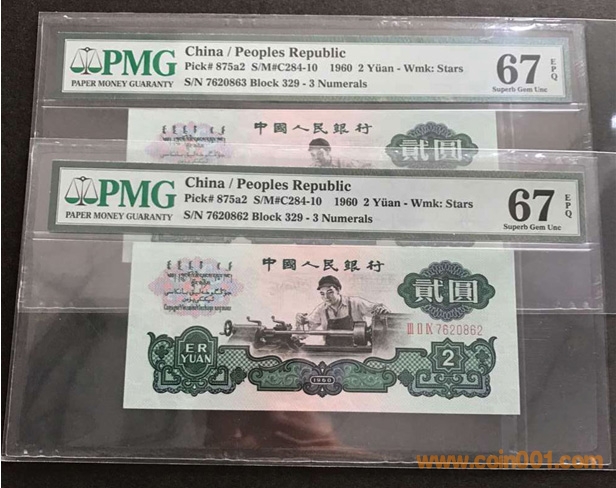 PMG
PAPER MONEY GUARANTY
China / Peoples Republic
Pick# 875a2 S/M#C284-10 1960 2 Yüan - Wmk: Stars
S/N 7620863 Block 329 - 3 Numerals
67
EPQ
Superb Gem Unc
中國人民銀行
貳圓
PMG
PAPER MONEY GUARANTY
China / Peoples Republic
Pick# 875a2 S/M#C284-10 1960 2 Yüan - Wmk: Stars
S/N 7620862 Block 329 - 3 Numerals
67
EPQ
Superb Gem Unc
中國人民銀行
貳圓
III II IX 7620862
ER
YUAN
1960
2
www.coin001.com